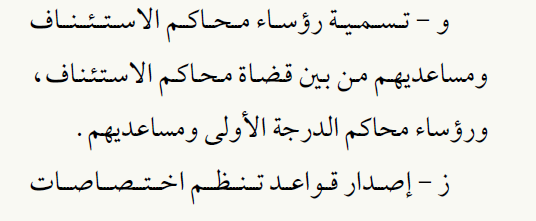 و – تسمية رؤساء محاكم الاستئناف
ومساعديهم من بين قضاة محاكم الاستئناف،
ورؤساء محاكم الدرجة الأولى ومساعديهم.
ز – إصدار قواعد تنظم اختصاصات